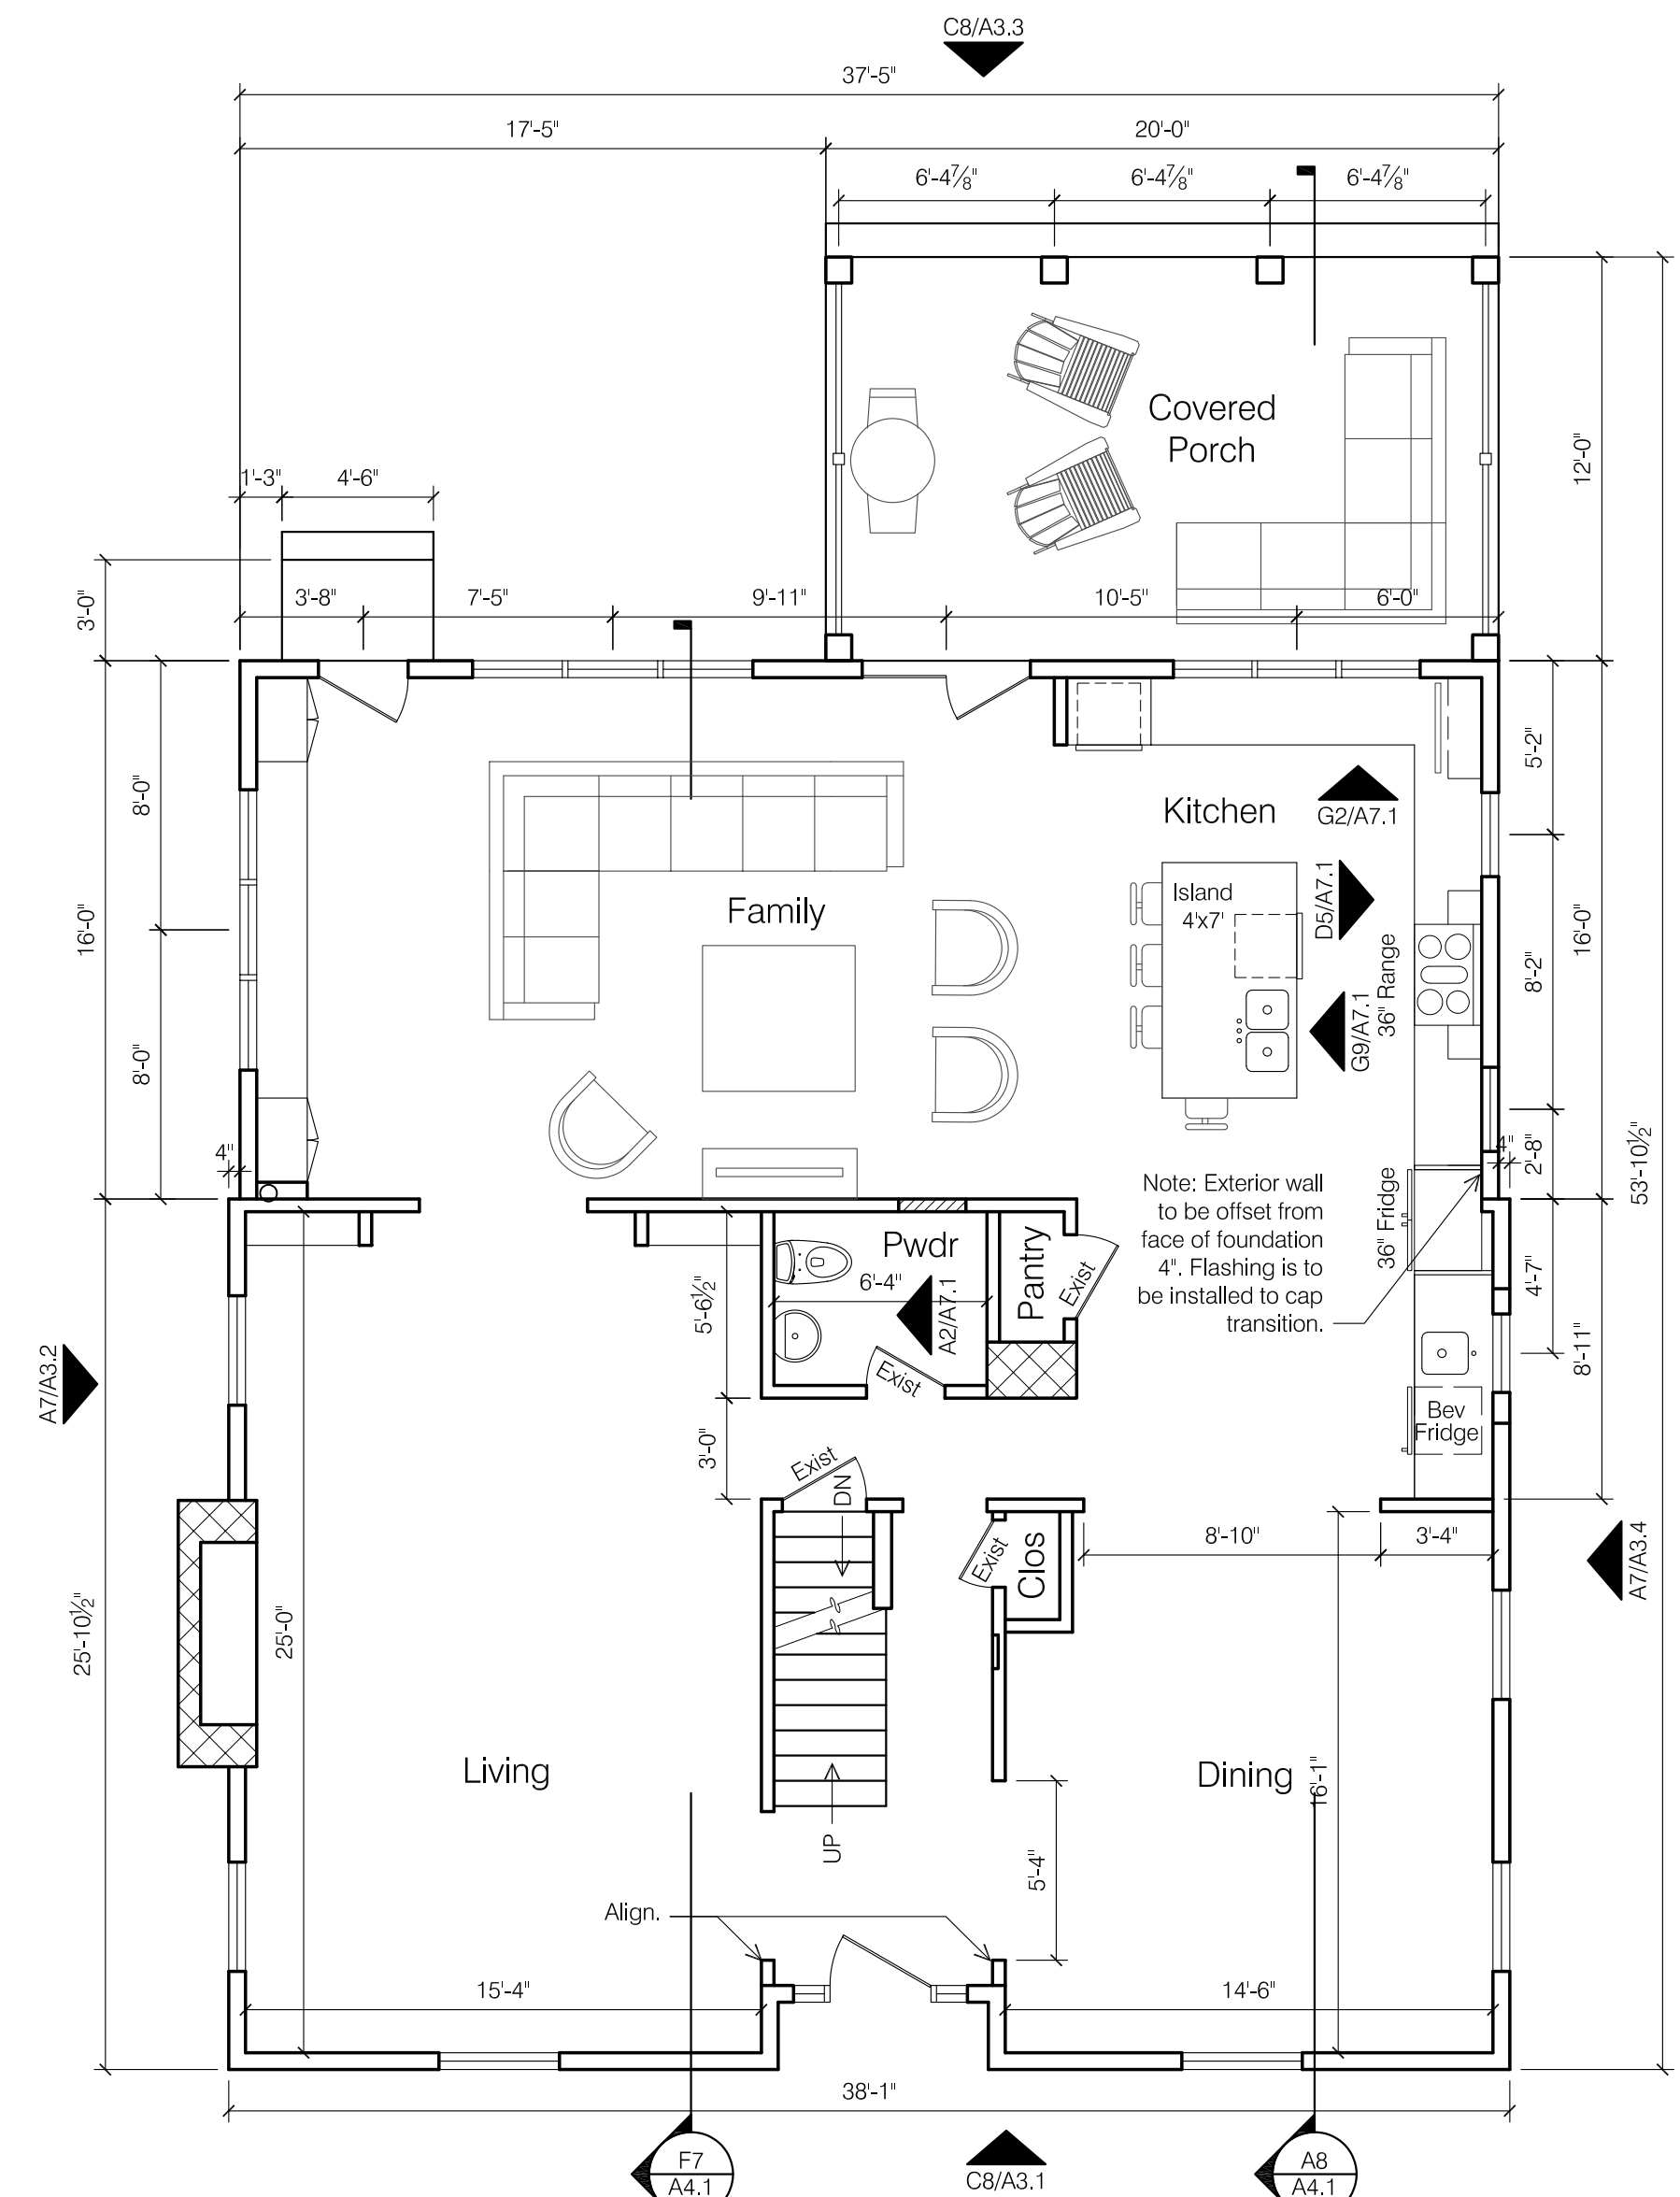 C8/A3.3
37'-5"
17'-5"
20'-0"
6'-4⅞"
6'-4⅞"
6'-4⅞"
Covered
Porch
12'-0"
1'-3"
4'-6"
3'-0"
3'-8"
7'-5"
9'-11"
10'-5"
6'-0"
5'-2"
8'-0"
Kitchen
G2/A7.1
Island
4'x7'
D5/A7.1
Family
16'-0"
36" Range
16'-0"
8'-2"
G9/A7.1
8'-0"
4"
4"
2'-8"
53'-10½"
Note: Exterior wall
to be offset from
face of foundation
4". Flashing is to
be installed to cap
transition.
36" Fridge
Pwdr
6'-4"
A2/A7.1
Pantry
Exist
5'-6½"
4'-7"
8'-11"
A7/A3.2
Exist
Bev
Fridge
3'-0"
Exist
DN
8'-10"
3'-4"
Exist
Clos
A7/A3.4
25'-10½"
25'-0"
Living
Dining
16'-1"
UP
5'-4"
Align.
15'-4"
14'-6"
38'-1"
F7
A4.1
C8/A3.1
A8
A4.1